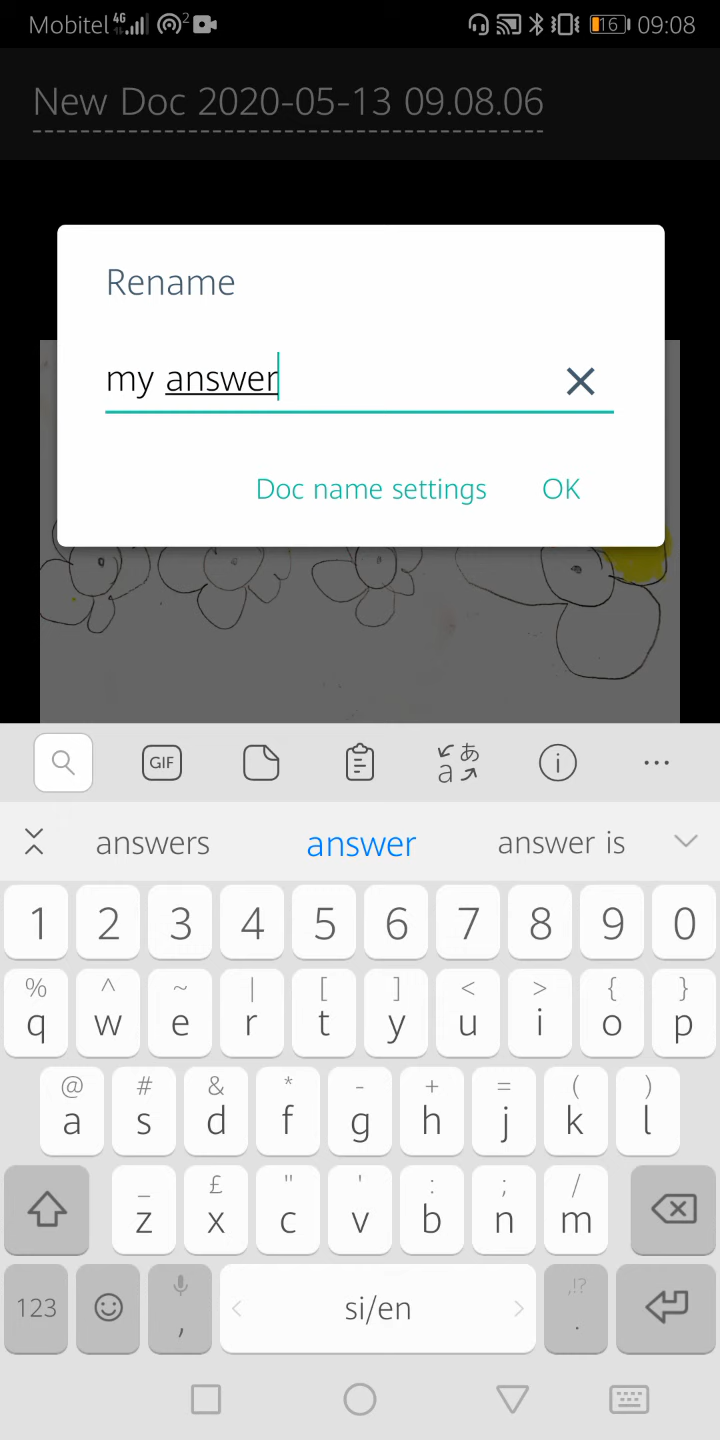 Mobitel 4G 2 16 09:08
New Doc 2020-05-13 09.08.06
Rename
my answer
Doc name settings OK
GIF a あ i ...
answers answer answer is
1 2 3 4 5 6 7 8 9 0
% ^ ~ | [ ] < > { }
q w e r t y u i o p
@ # & * - + = ( )
a s d f g h j k l
_ £ " ' : ; /
z x c v b n m
,!?
123 , si/en .